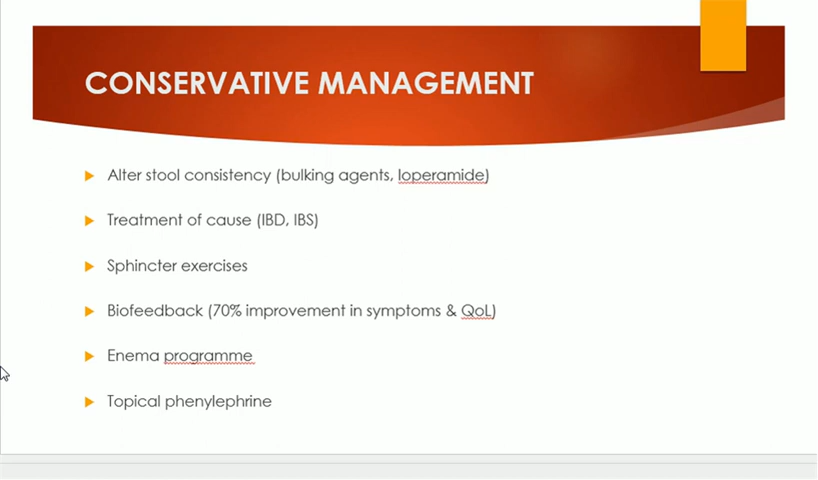 CONSERVATIVE MANAGEMENT
Alter stool consistency (bulking agents, loperamide)
Treatment of cause (IBD, IBS)
Sphincter exercises
Biofeedback (70% improvement in symptoms & QoL)
Enema programme
Topical phenylephrine